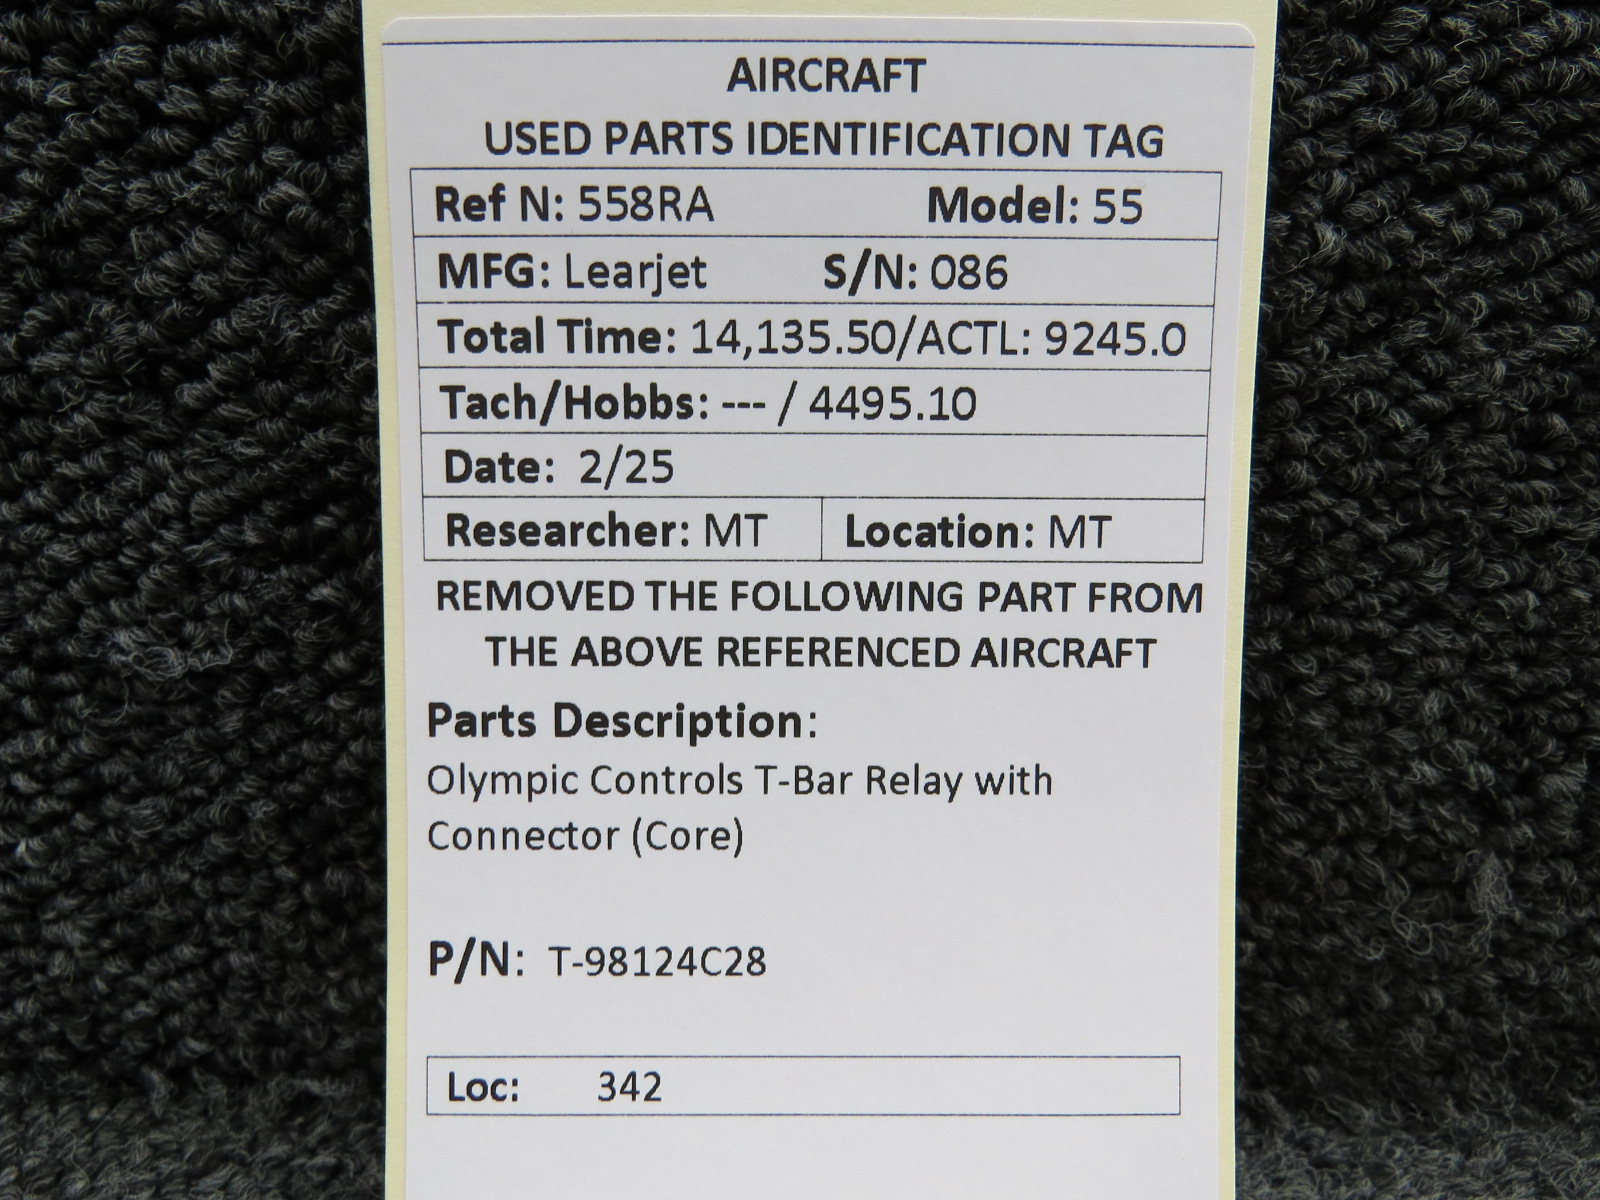 AIRCRAFT
USED PARTS IDENTIFICATION TAG
Ref N: 558RA Model: 55
MFG: Learjet S/N: 086
Total Time: 14,135.50/ACTL: 9245.0
Tach/Hobbs: --- / 4495.10
Date: 2/25
Researcher: MT Location: MT
REMOVED THE FOLLOWING PART FROM
THE ABOVE REFERENCED AIRCRAFT
Parts Description:
Olympic Controls T-Bar Relay with
Connector (Core)
P/N: T-98124C28
Loc: 342